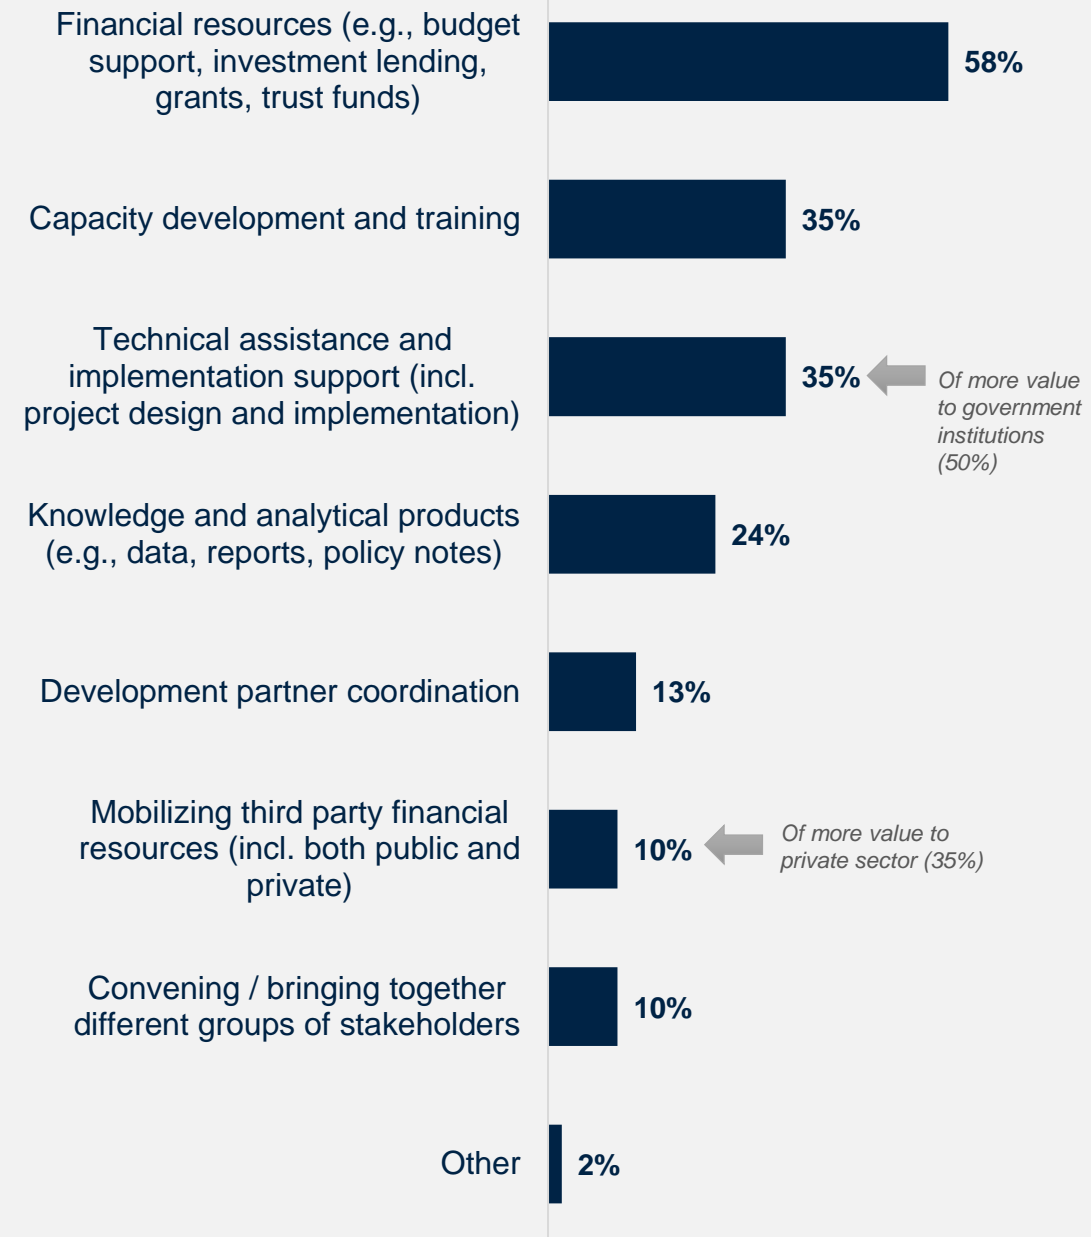 Financial resources (e.g., budget
support, investment lending,
grants, trust funds)
58%
Capacity development and training
35%
Technical assistance and
implementation support (incl.
project design and implementation)
35%
Of more value
to government
institutions
(50%)
Knowledge and analytical products
(e.g., data, reports, policy notes)
24%
Development partner coordination
13%
Mobilizing third party financial
resources (incl. both public and
private)
10%
Of more value to
private sector (35%)
Convening / bringing together
different groups of stakeholders
10%
Other
2%